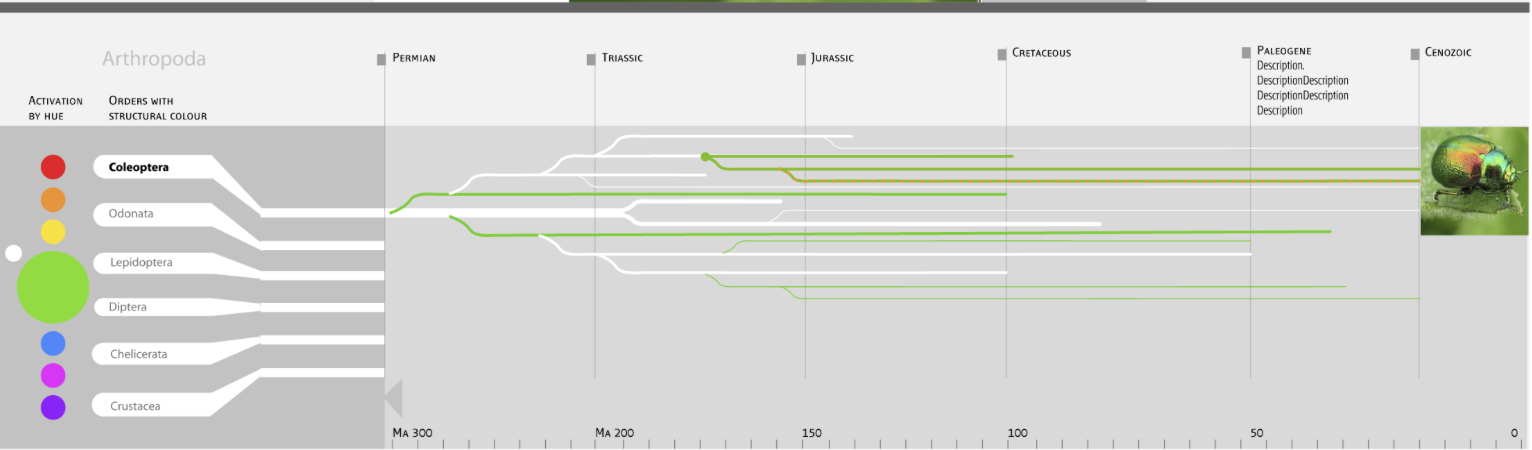 Arthropoda
Activation
by hue
Orders with
structural colour
Permian
Triassic
Jurassic
Cretaceous
Paleogene
Description.
DescriptionDescription
DescriptionDescription
Description
Cenozoic
Coleoptera
Odonata
Lepidoptera
Diptera
Chelicerata
Crustacea
Ma 300
Ma 200
150
100
50
0